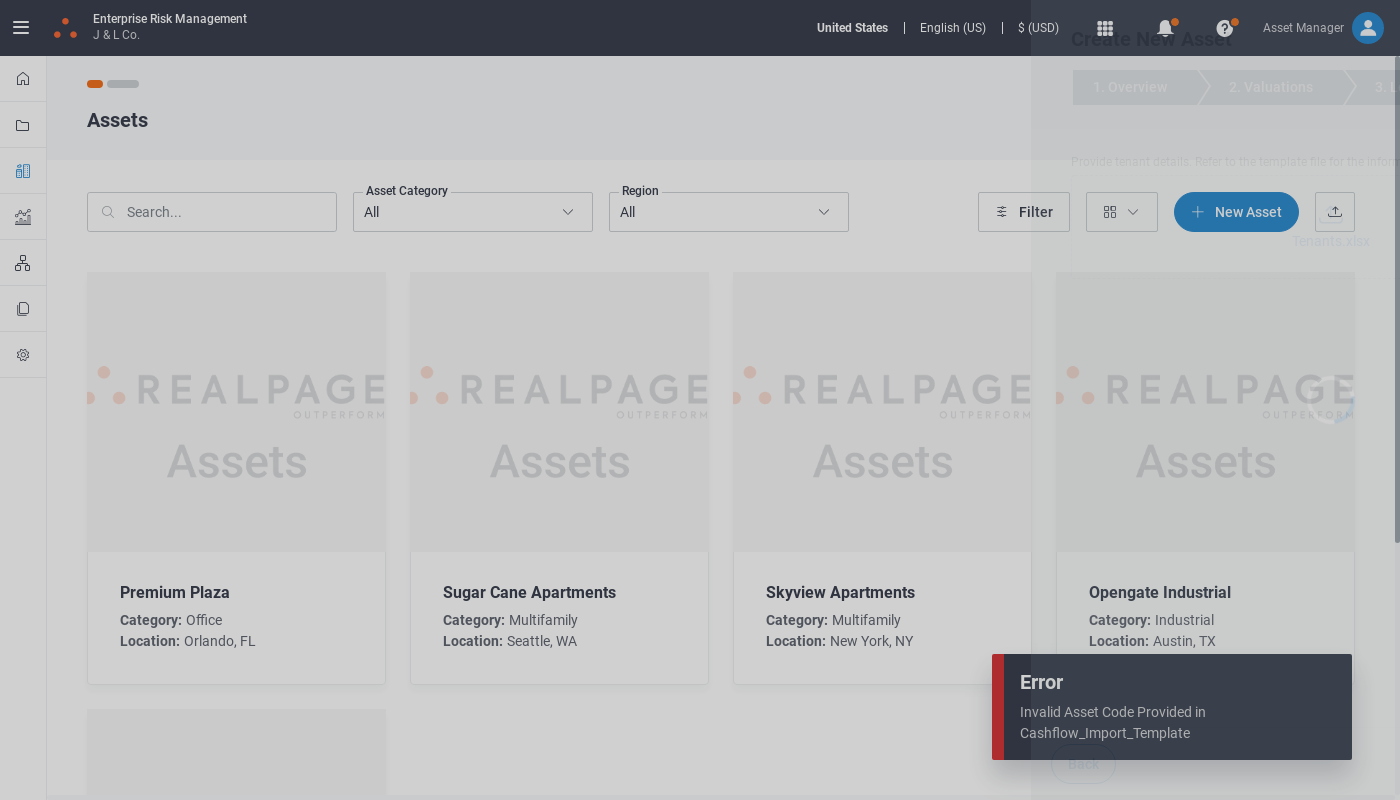 Enterprise Risk Management
J & L Co.
United States
English (US)
$ (USD)
Asset Manager
Create New Asset
1. Overview
2. Valuations
Assets
Provide tenant details. Refer to the template file for the
Search...
Asset Category
All
Region
All
Filter
New Asset
Tenants.xlsx
REALPAGE
OUTPERFORM
Assets
REALPAGE
OUTPERFORM
Assets
REALPAGE
OUTPERFORM
Assets
REALPAGE
OUTPERFORM
Assets
Premium Plaza
Category: Office
Location: Orlando, FL
Sugar Cane Apartments
Category: Multifamily
Location: Seattle, WA
Skyview Apartments
Category: Multifamily
Location: New York, NY
Opengate Industrial
Category: Industrial
Location: Austin, TX
Error
Invalid Asset Code Provided in
Cashflow_Import_Template
Back